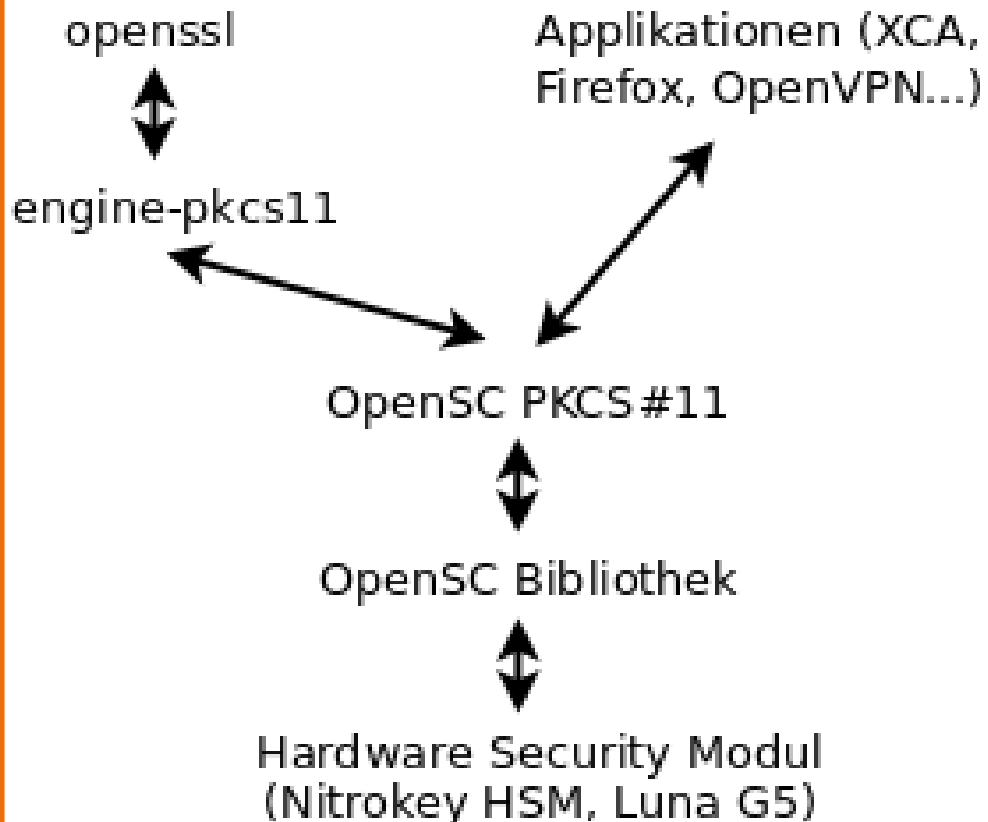 openssl
Applikationen (XCA,
Firefox, OpenVPN...)
engine-pkcs11
OpenSC PKCS#11
OpenSC Bibliothek
Hardware Security Modul
(Nitrokey HSM, Luna G5)